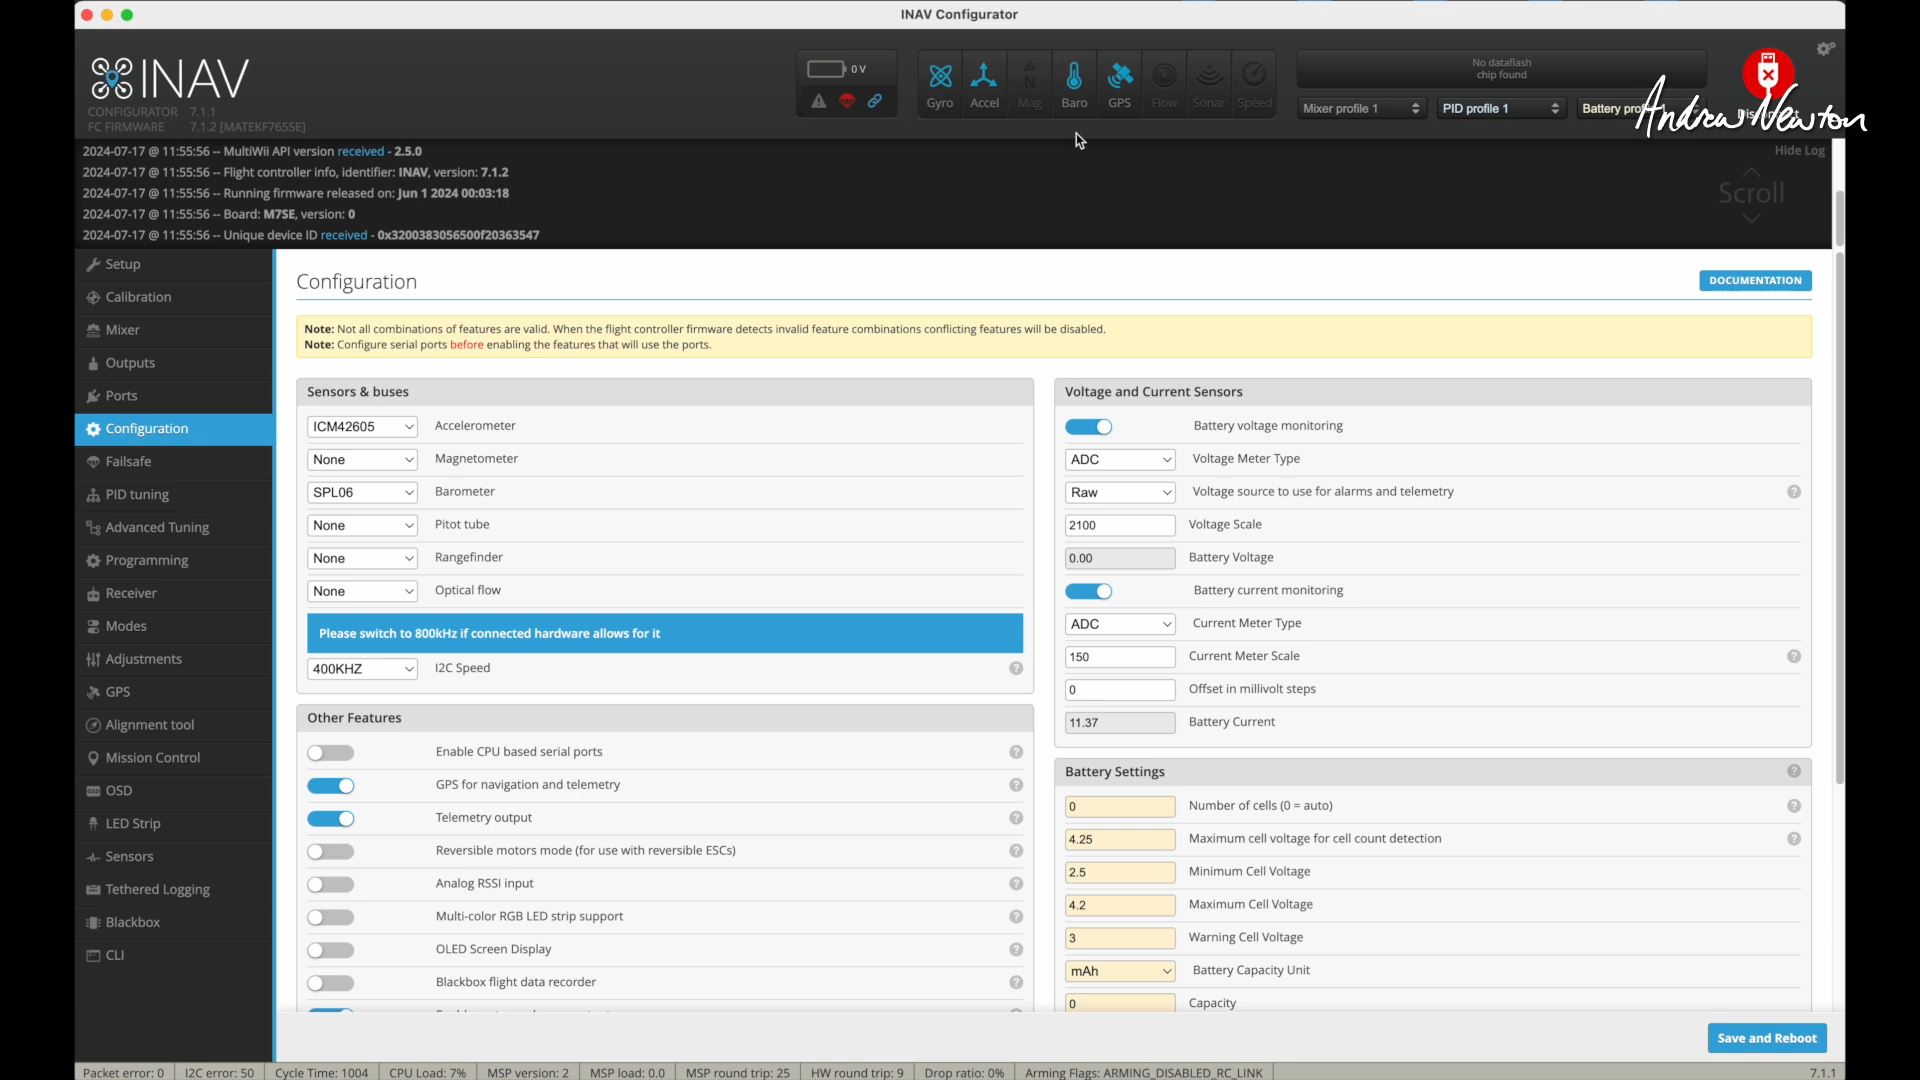 INAV Configurator
INAV
CONFIGURATOR 7.1.1
FC FIRMWARE 7.1.2 [MATEKF765SE]
0 V
Gyro
Accel
Mag
Baro
GPS
Flow
Sonar
Speed
No dataflash
chip found
Mixer profile 1
PID profile 1
Battery prof
Andrew Newton
2024-07-17 @ 11:55:56 -- MultiWii API version received - 2.5.0
2024-07-17 @ 11:55:56 -- Flight controller info, identifier: INAV, version: 7.1.2
2024-07-17 @ 11:55:56 -- Running firmware released on: Jun 1 2024 00:03:18
2024-07-17 @ 11:55:56 -- Board: M7SE, version: 0
2024-07-17 @ 11:55:56 -- Unique device ID received - 0x3200383056500f20363547
Hide Log
Scroll
Setup
Calibration
Mixer
Outputs
Ports
Configuration
Failsafe
PID tuning
Advanced Tuning
Programming
Receiver
Modes
Adjustments
GPS
Alignment tool
Mission Control
OSD
LED Strip
Sensors
Tethered Logging
Blackbox
CLI
Configuration
DOCUMENTATION
Note: Not all combinations of features are valid. When the flight controller firmware detects invalid feature combinations conflicting features will be disabled.
Note: Configure serial ports before enabling the features that will use the ports.
Sensors & buses
ICM42605 Accelerometer
None Magnetometer
SPL06 Barometer
None Pitot tube
None Rangefinder
None Optical flow
Please switch to 800kHz if connected hardware allows for it
400KHZ I2C Speed
Other Features
Enable CPU based serial ports
GPS for navigation and telemetry
Telemetry output
Reversible motors mode (for use with reversible ESCs)
Analog RSSI input
Multi-color RGB LED strip support
OLED Screen Display
Blackbox flight data recorder
Voltage and Current Sensors
Battery voltage monitoring
ADC Voltage Meter Type
Raw Voltage source to use for alarms and telemetry
2100 Voltage Scale
0.00 Battery Voltage
Battery current monitoring
ADC Current Meter Type
150 Current Meter Scale
0 Offset in millivolt steps
11.37 Battery Current
Battery Settings
0 Number of cells (0 = auto)
4.25 Maximum cell voltage for cell count detection
2.5 Minimum Cell Voltage
4.2 Maximum Cell Voltage
3 Warning Cell Voltage
mAh Battery Capacity Unit
0 Capacity
Save and Reboot
Packet error: 0 I2C error: 50 Cycle Time: 1004 CPU Load: 7% MSP version: 2 MSP load: 0.0 MSP round trip: 25 HW round trip: 9 Drop ratio: 0% Arming Flags: ARMING_DISABLED_RC_LINK 7.1.1